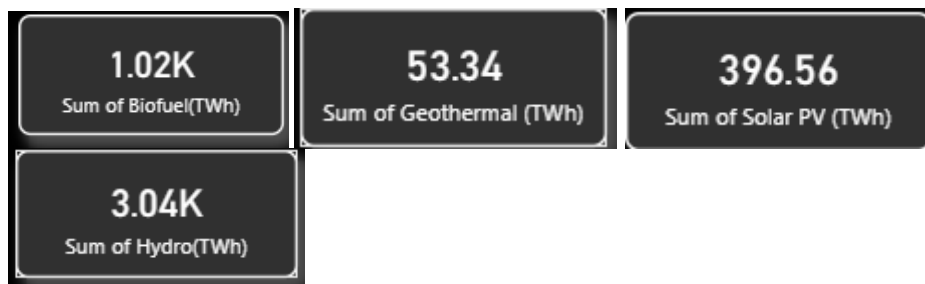 1.02K
Sum of Biofuel(TWh)
53.34
Sum of Geothermal (TWh)
396.56
Sum of Solar PV (TWh)
3.04K
Sum of Hydro(TWh)